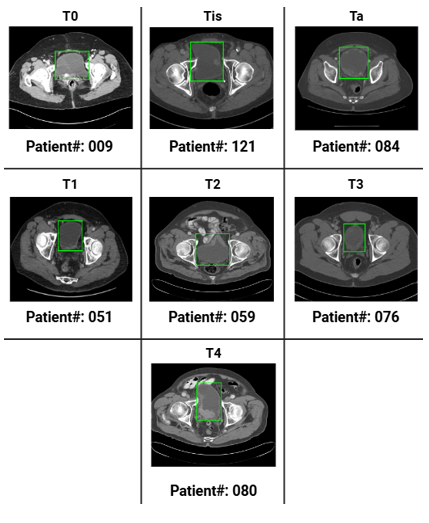 T0
Tis
Ta
Patient#: 009
Patient#: 121
Patient#: 084
T1
T2
T3
Patient#: 051
Patient#: 059
Patient#: 076
T4
Patient#: 080